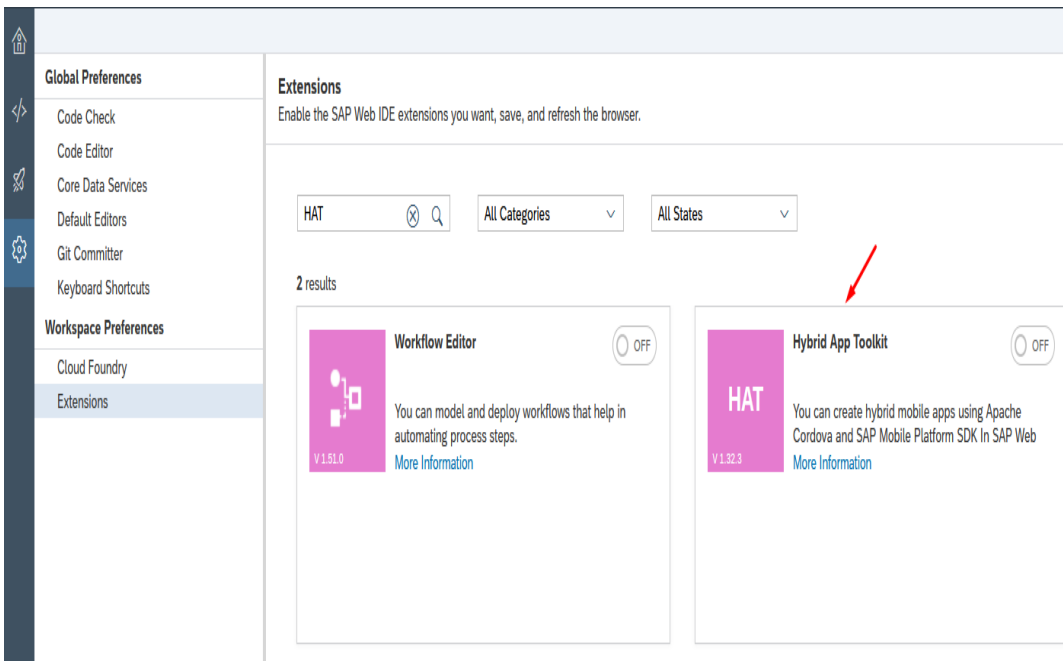 Global Preferences
Code Check
Code Editor
Core Data Services
Default Editors
Git Committer
Keyboard Shortcuts
Workspace Preferences
Cloud Foundry
Extensions
Extensions
Enable the SAP Web IDE extensions you want, save, and refresh the browser.
HAT
All Categories
All States
2 results
Workflow Editor
OFF
You can model and deploy workflows that help in
automating process steps.
More Information
V 1.51.0
Hybrid App Toolkit
OFF
HAT
You can create hybrid mobile apps using Apache
Cordova and SAP Mobile Platform SDK In SAP Web
More Information
V 1.32.3